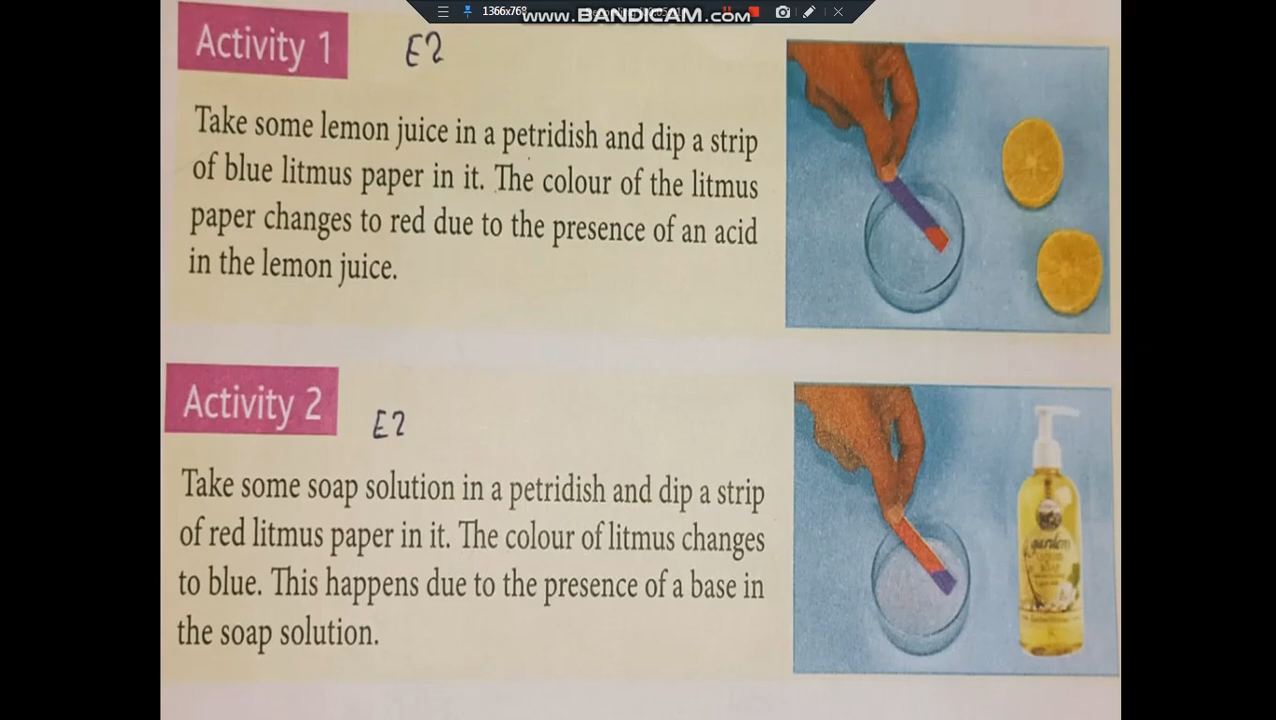 1366x768
www.BANDICAM.com
Activity 1
E2
Take some lemon juice in a petridish and dip a strip
of blue litmus paper in it. The colour of the litmus
paper changes to red due to the presence of an acid
in the lemon juice.
Activity 2
E2
Take some soap solution in a petridish and dip a strip
of red litmus paper in it. The colour of litmus changes
to blue. This happens due to the presence of a base in
the soap solution.